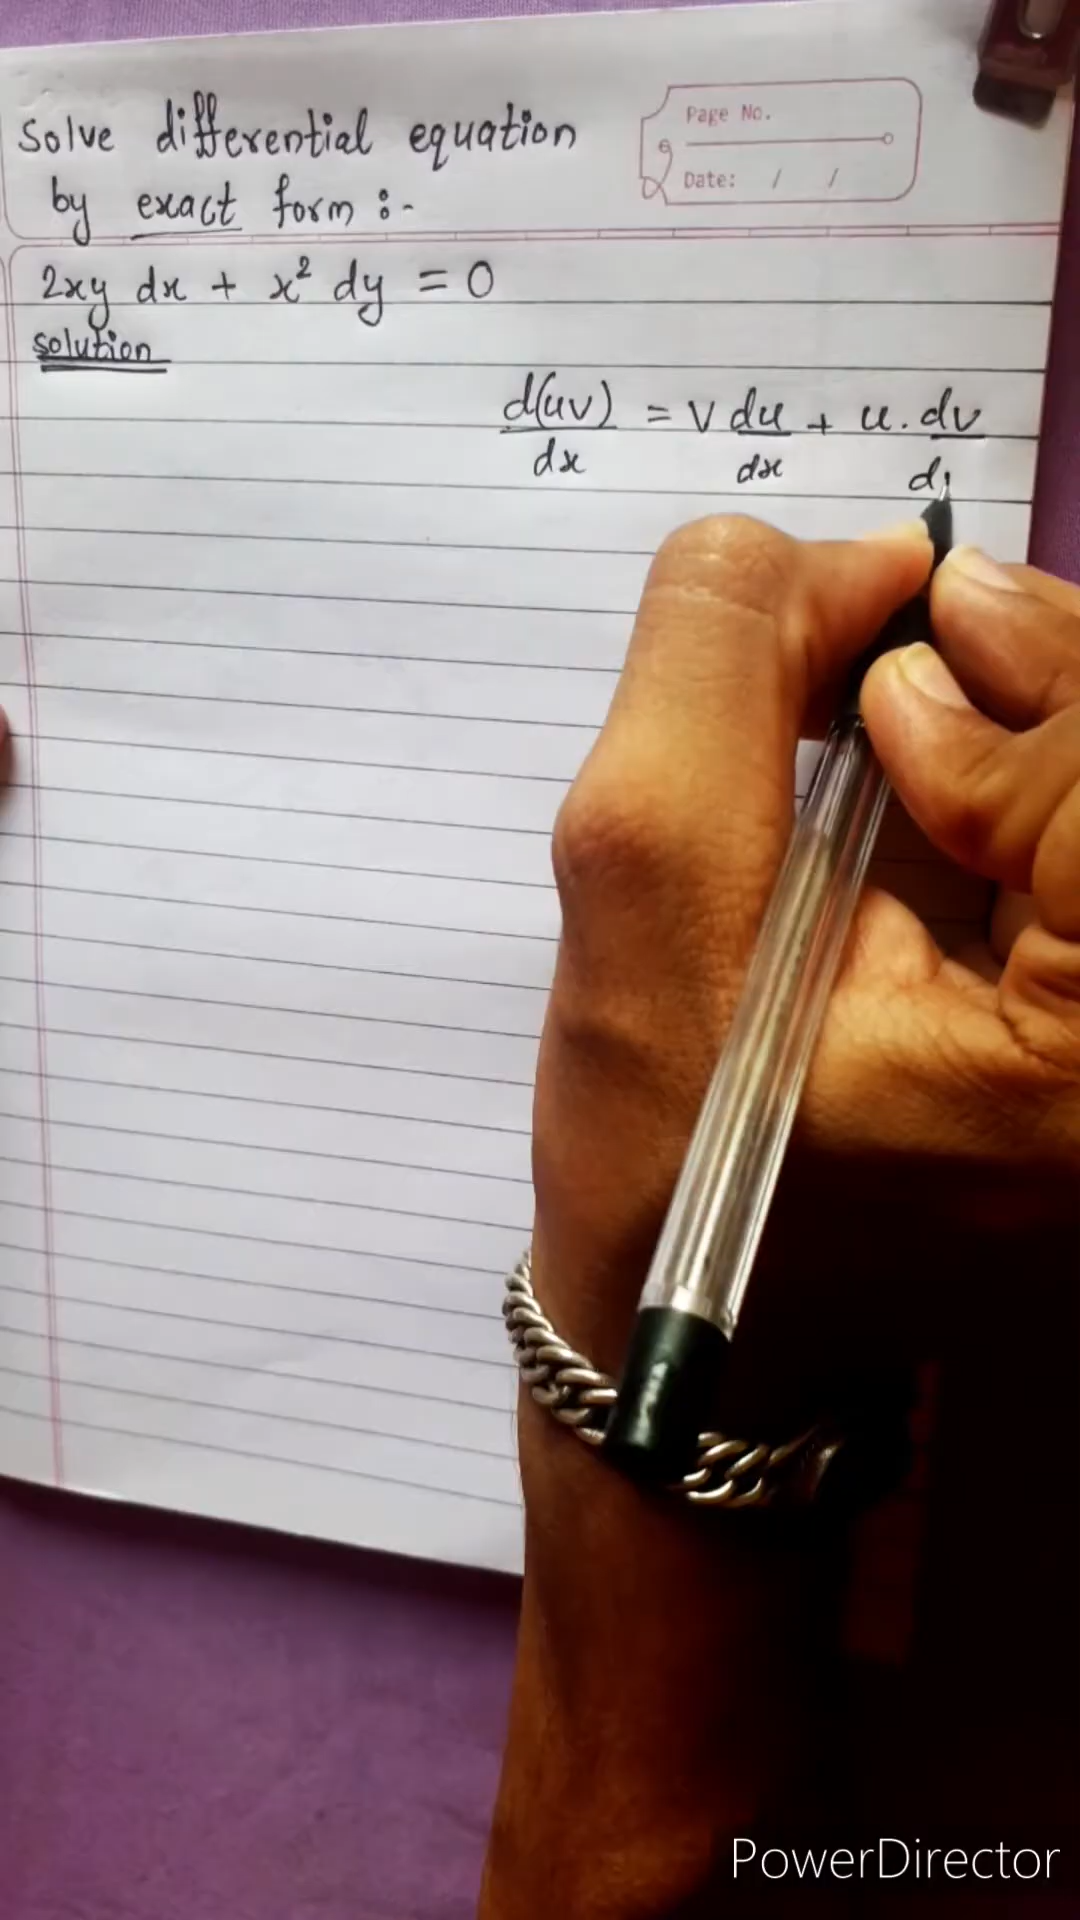 Solve differential equation
by exact form :-
Page No.
Date: / /
2xy dx + x² dy = 0
solution
d(uv) = v du + u. dv
dx dx d
PowerDirector